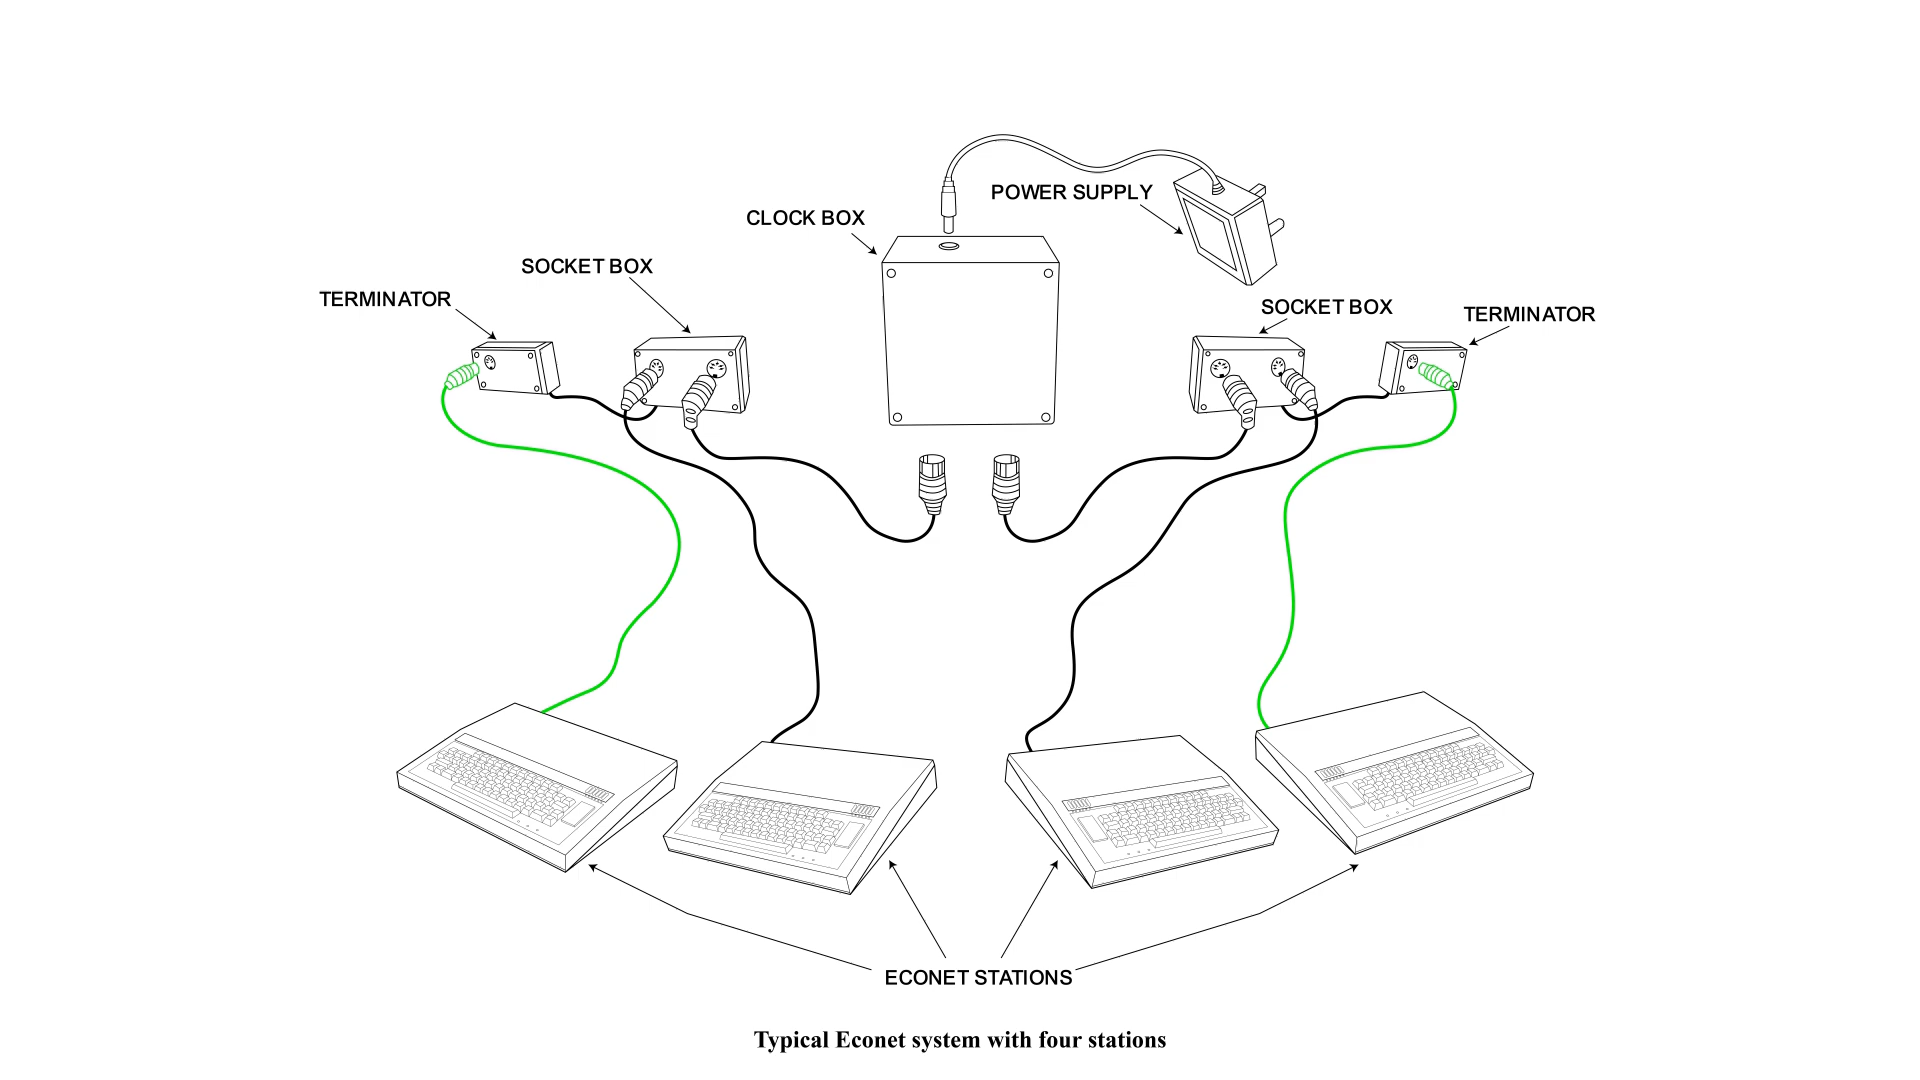 POWER SUPPLY
CLOCK BOX
SOCKET BOX
TERMINATOR
SOCKET BOX
TERMINATOR
ECONET STATIONS
Typical Econet system with four stations